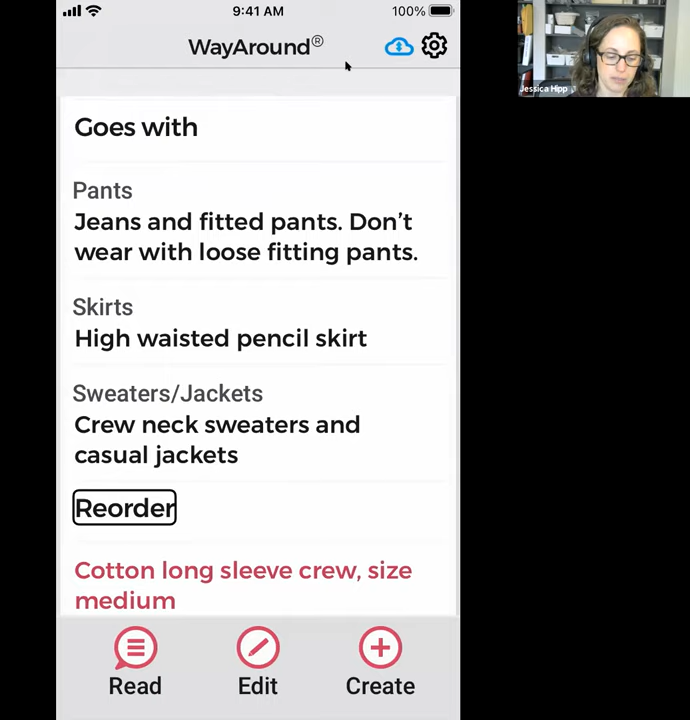 9:41 AM
100%
WayAround®
Goes with
Pants
Jeans and fitted pants. Don’t
wear with loose fitting pants.
Skirts
High waisted pencil skirt
Sweaters/Jackets
Crew neck sweaters and
casual jackets
Reorder
Cotton long sleeve crew, size
medium
Read
Edit
Create
Jessica Hipp